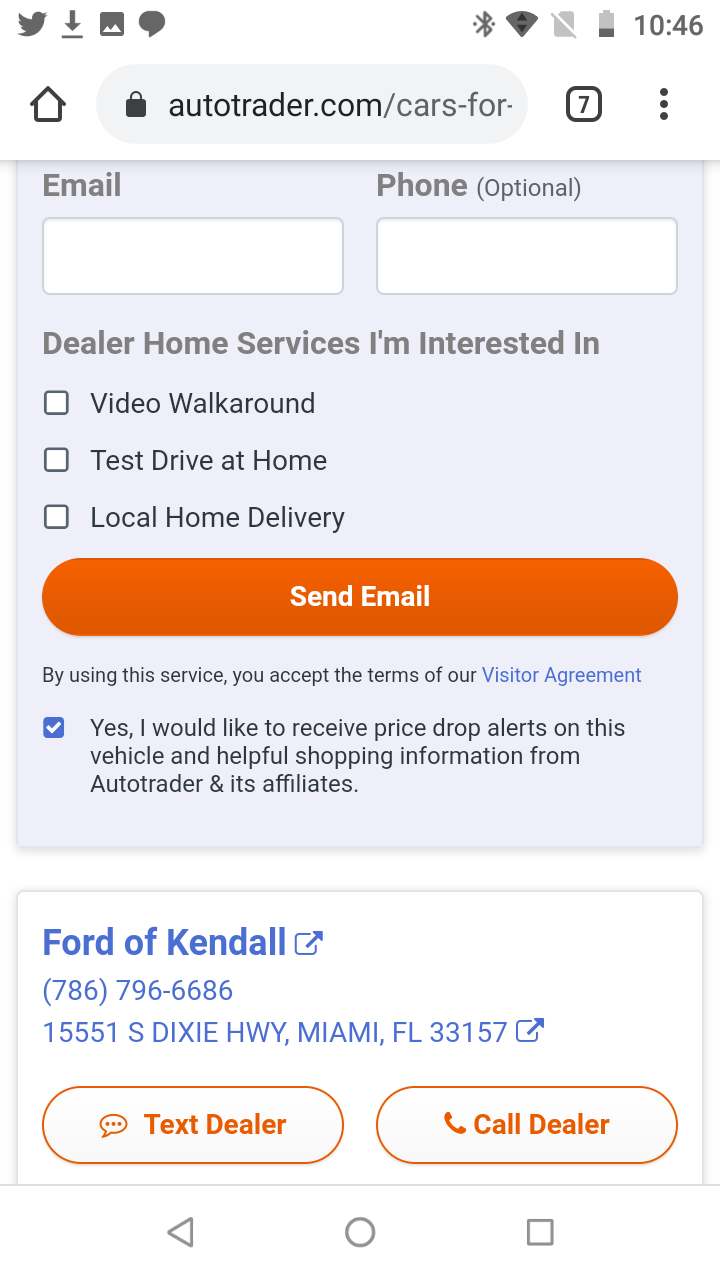 10:46
autotrader.com/cars-for-
7
Email
Phone (Optional)
Dealer Home Services I'm Interested In
Video Walkaround
Test Drive at Home
Local Home Delivery
Send Email
By using this service, you accept the terms of our Visitor Agreement
Yes, I would like to receive price drop alerts on this
vehicle and helpful shopping information from
Autotrader & its affiliates.
Ford of Kendall
(786) 796-6686
15551 S DIXIE HWY, MIAMI, FL 33157
Text Dealer
Call Dealer